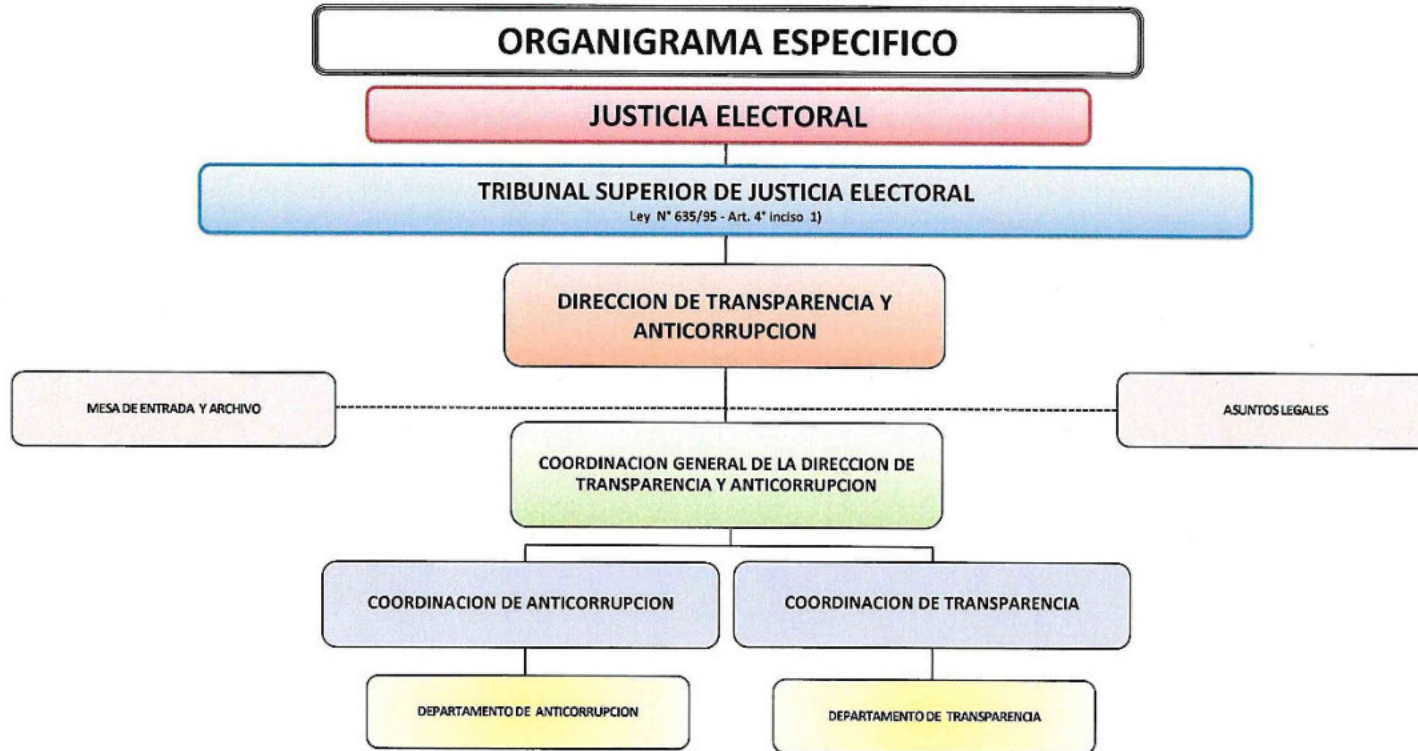 ORGANIGRAMA ESPECIFICO
JUSTICIA ELECTORAL
TRIBUNAL SUPERIOR DE JUSTICIA ELECTORAL
Ley N° 635/95 - Art. 4° inciso 1)
DIRECCION DE TRANSPARENCIA Y
ANTICORRUPCION
MESA DE ENTRADA Y ARCHIVO
ASUNTOS LEGALES
COORDINACION GENERAL DE LA DIRECCION DE
TRANSPARENCIA Y ANTICORRUPCION
COORDINACION DE ANTICORRUPCION
COORDINACION DE TRANSPARENCIA
DEPARTAMENTO DE ANTICORRUPCION
DEPARTAMENTO DE TRANSPARENCIA